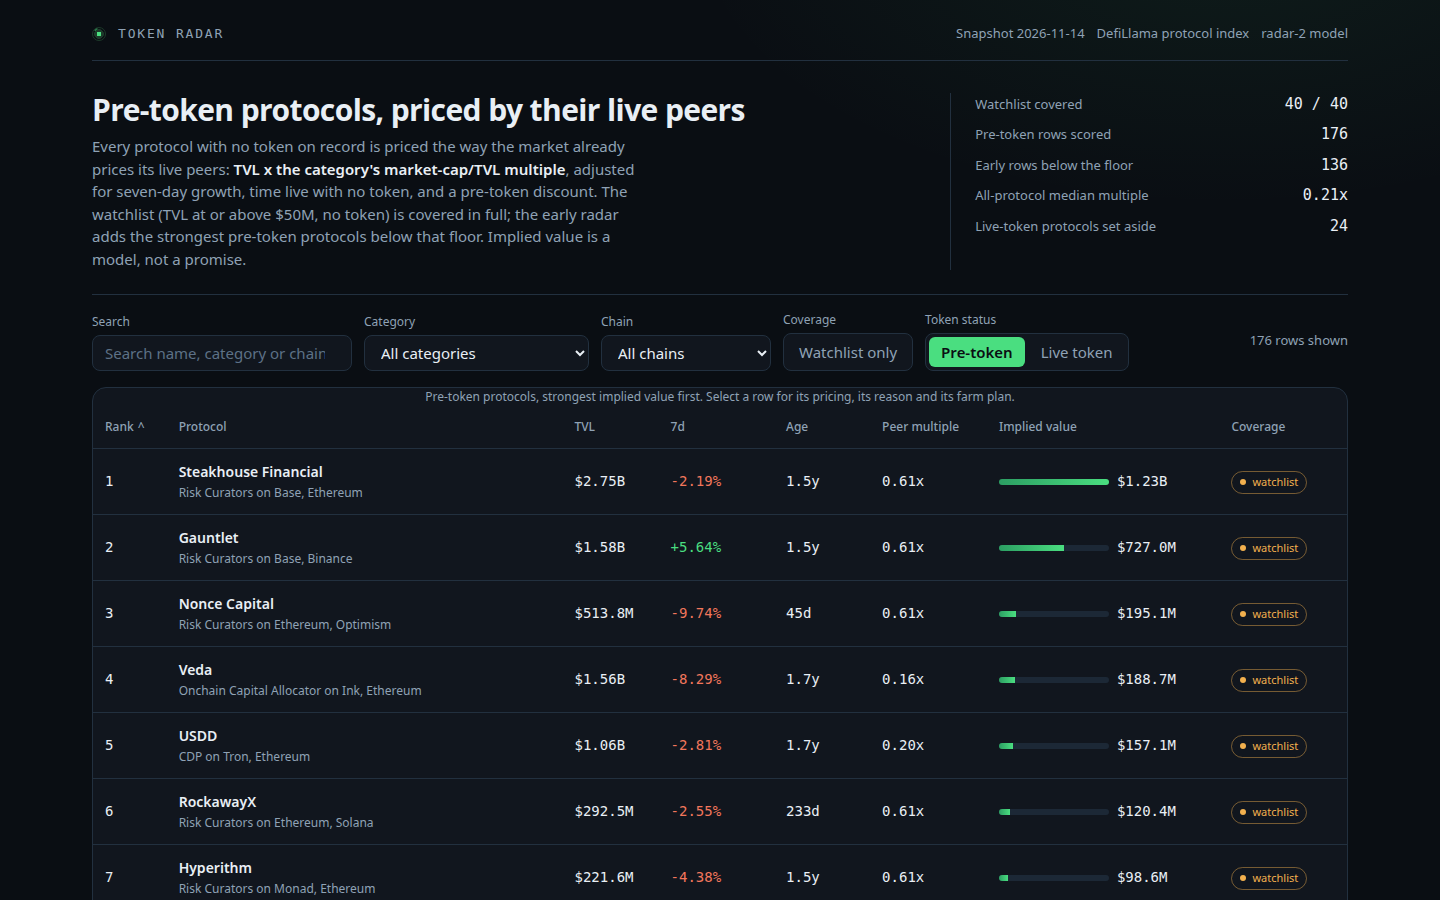 TOKEN RADAR
Snapshot 2026-11-14 DefiLlama protocol index radar-2 model
Pre-token protocols, priced by their live peers
Every protocol with no token on record is priced the way the market already
prices its live peers: TVL x the category's market-cap/TVL multiple, adjusted
for seven-day growth, time live with no token, and a pre-token discount. The
watchlist (TVL at or above $50M, no token) is covered in full; the early radar
adds the strongest pre-token protocols below that floor. Implied value is a
model, not a promise.
Watchlist covered 40 / 40
Pre-token rows scored 176
Early rows below the floor 136
All-protocol median multiple 0.21x
Live-token protocols set aside 24
Search Category Chain Coverage Token status
Search name, category or chain All categories All chains Watchlist only Pre-token Live token 176 rows shown
Pre-token protocols, strongest implied value first. Select a row for its pricing, its reason and its farm plan.
Rank ^ Protocol TVL 7d Age Peer multiple Implied value Coverage
1 Steakhouse Financial $2.75B -2.19% 1.5y 0.61x $1.23B watchlist
Risk Curators on Base, Ethereum
2 Gauntlet $1.58B +5.64% 1.5y 0.61x $727.0M watchlist
Risk Curators on Base, Binance
3 Nonce Capital $513.8M -9.74% 45d 0.61x $195.1M watchlist
Risk Curators on Ethereum, Optimism
4 Veda $1.56B -8.29% 1.7y 0.16x $188.7M watchlist
Onchain Capital Allocator on Ink, Ethereum
5 USDD $1.06B -2.81% 1.7y 0.20x $157.1M watchlist
CDP on Tron, Ethereum
6 RockawayX $292.5M -2.55% 233d 0.61x $120.4M watchlist
Risk Curators on Ethereum, Solana
7 Hyperithm $221.6M -4.38% 1.5y 0.61x $98.6M watchlist
Risk Curators on Monad, Ethereum